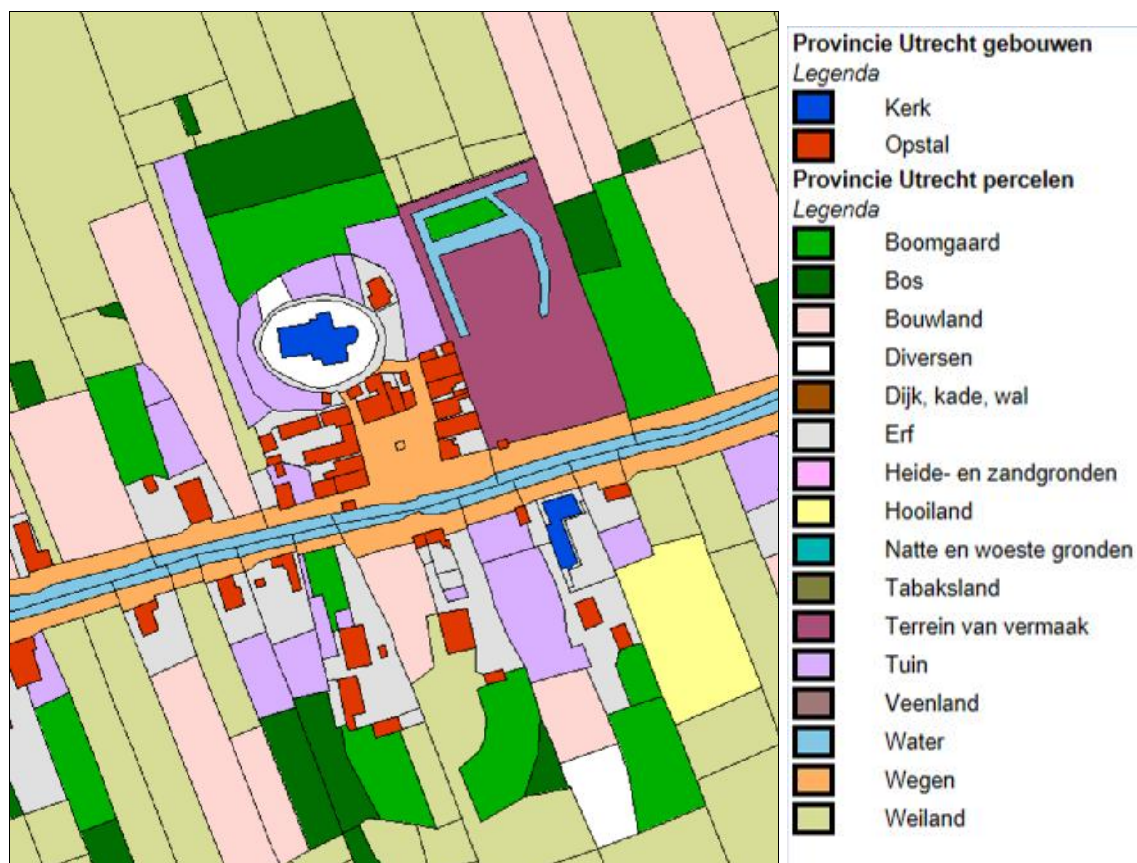 Provincie Utrecht gebouwen
Legenda
Kerk
Opstal
Provincie Utrecht percelen
Legenda
Boomgaard
Bos
Bouwland
Diversen
Dijk, kade, wal
Erf
Heide- en zandgronden
Hooiland
Natte en woeste gronden
Tabaksland
Terrein van vermaak
Tuin
Veenland
Water
Wegen
Weiland